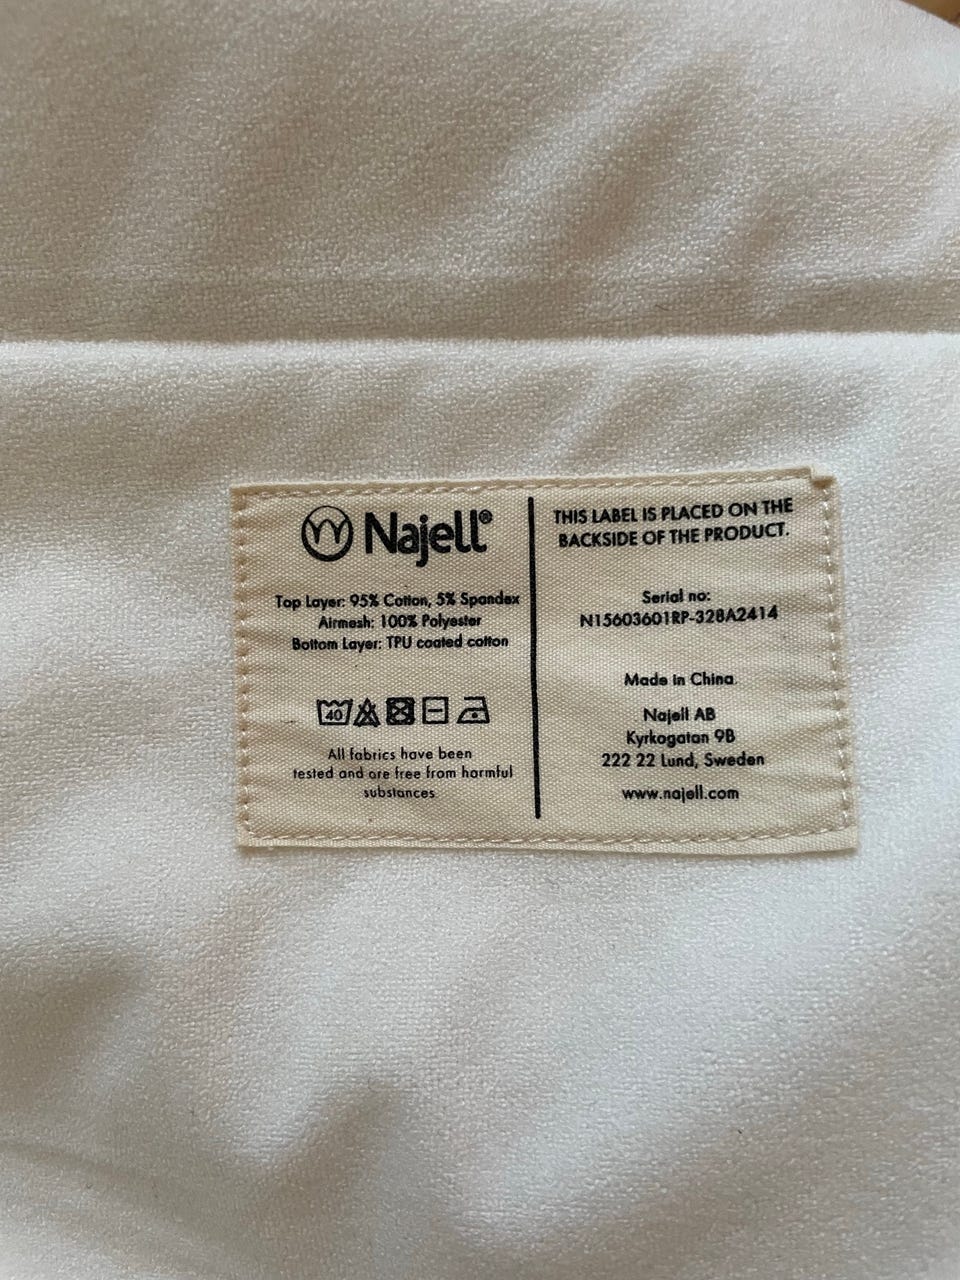 Najell®
Top Layer: 95% Cotton, 5% Spandex
Airmesh: 100% Polyester
Bottom Layer: TPU coated cotton
40
All fabrics have been
tested and are free from harmful
substances
THIS LABEL IS PLACED ON THE
BACKSIDE OF THE PRODUCT.
Serial no:
N15603601RP-328A2414
Made in China
Najell AB
Kyrkogatan 9B
222 22 Lund, Sweden
www.najell.com